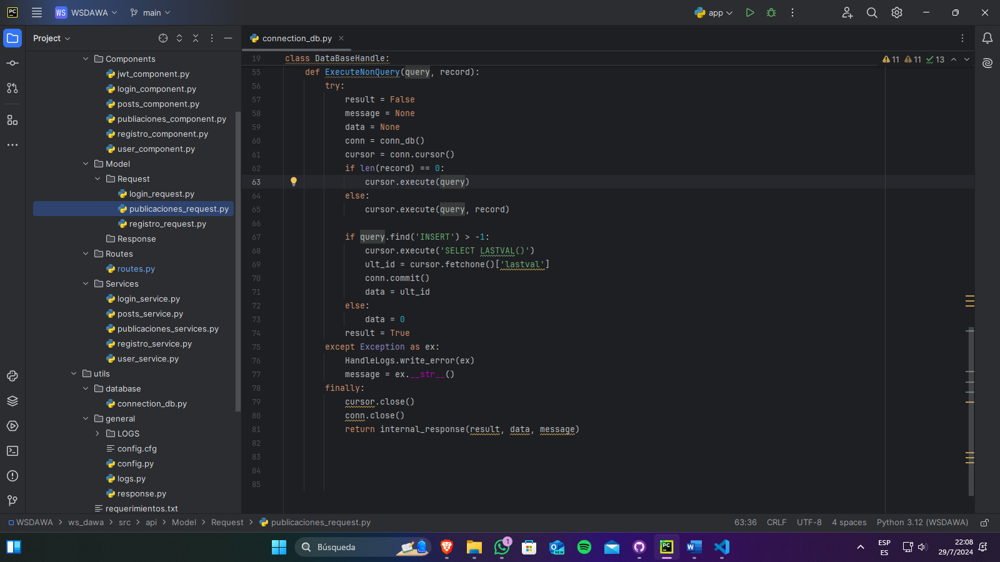 PC
WS WSDAWA main app
Project
connection_db.py
Components
jwt_component.py
login_component.py
posts_component.py
publiaciones_component.py
registro_component.py
user_component.py
Model
Request
login_request.py
publicaciones_request.py
registro_request.py
Response
Routes
routes.py
Services
login_service.py
posts_service.py
publicaciones_services.py
registro_service.py
user_service.py
utils
database
connection_db.py
general
LOGS
config.cfg
config.py
logs.py
response.py
requerimientos.txt
19 class DataBaseHandle:
11 11 13
55 def ExecuteNonQuery(query, record):
56 try:
57 result = False
58 message = None
59 data = None
60 conn = conn_db()
61 cursor = conn.cursor()
62 if len(record) == 0:
63 cursor.execute(query)
64 else:
65 cursor.execute(query, record)
66
67 if query.find('INSERT') > -1:
68 cursor.execute('SELECT LASTVAL()')
69 ult_id = cursor.fetchone()['lastval']
70 conn.commit()
71 data = ult_id
72 else:
73 data = 0
74 result = True
75 except Exception as ex:
76 HandleLogs.write_error(ex)
77 message = ex.__str__()
78 finally:
79 cursor.close()
80 conn.close()
81 return internal_response(result, data, message)
82
83
84
85
WSDAWA > ws_dawa > src > api > Model > Request > publicaciones_request.py
63:36 CRLF UTF-8 4 spaces Python 3.12 (WSDAWA)
Búsqueda
1
NEW
PC
ESP
ES
22:08
29/7/2024